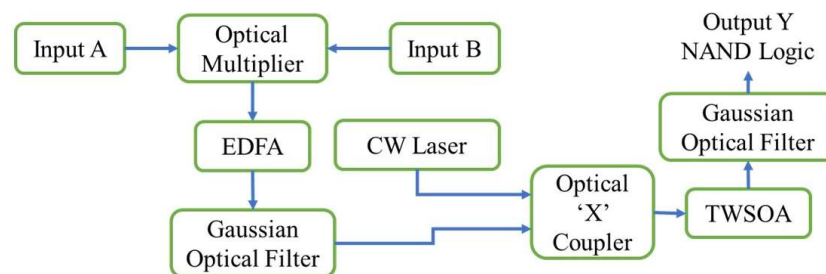 Input A
Optical
Multiplier
Input B
EDFA
Gaussian
Optical Filter
CW Laser
Optical
‘X’
Coupler
TWSOA
Gaussian
Optical Filter
Output Y
NAND Logic